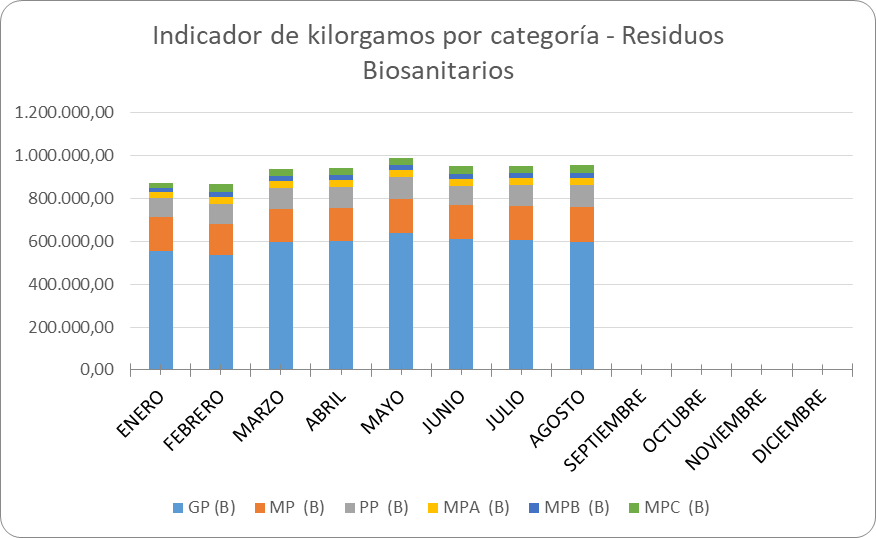 Indicador de kilorgamos por categoría - Residuos
Biosanitarios
1.200.000,00
1.000.000,00
800.000,00
600.000,00
400.000,00
200.000,00
0,00
ENERO
FEBRERO
MARZO
ABRIL
MAYO
JUNIO
JULIO
AGOSTO
SEPTIEMBRE
OCTUBRE
NOVIEMBRE
DICIEMBRE
GP (B) MP (B) PP (B) MPA (B) MPB (B) MPC (B)